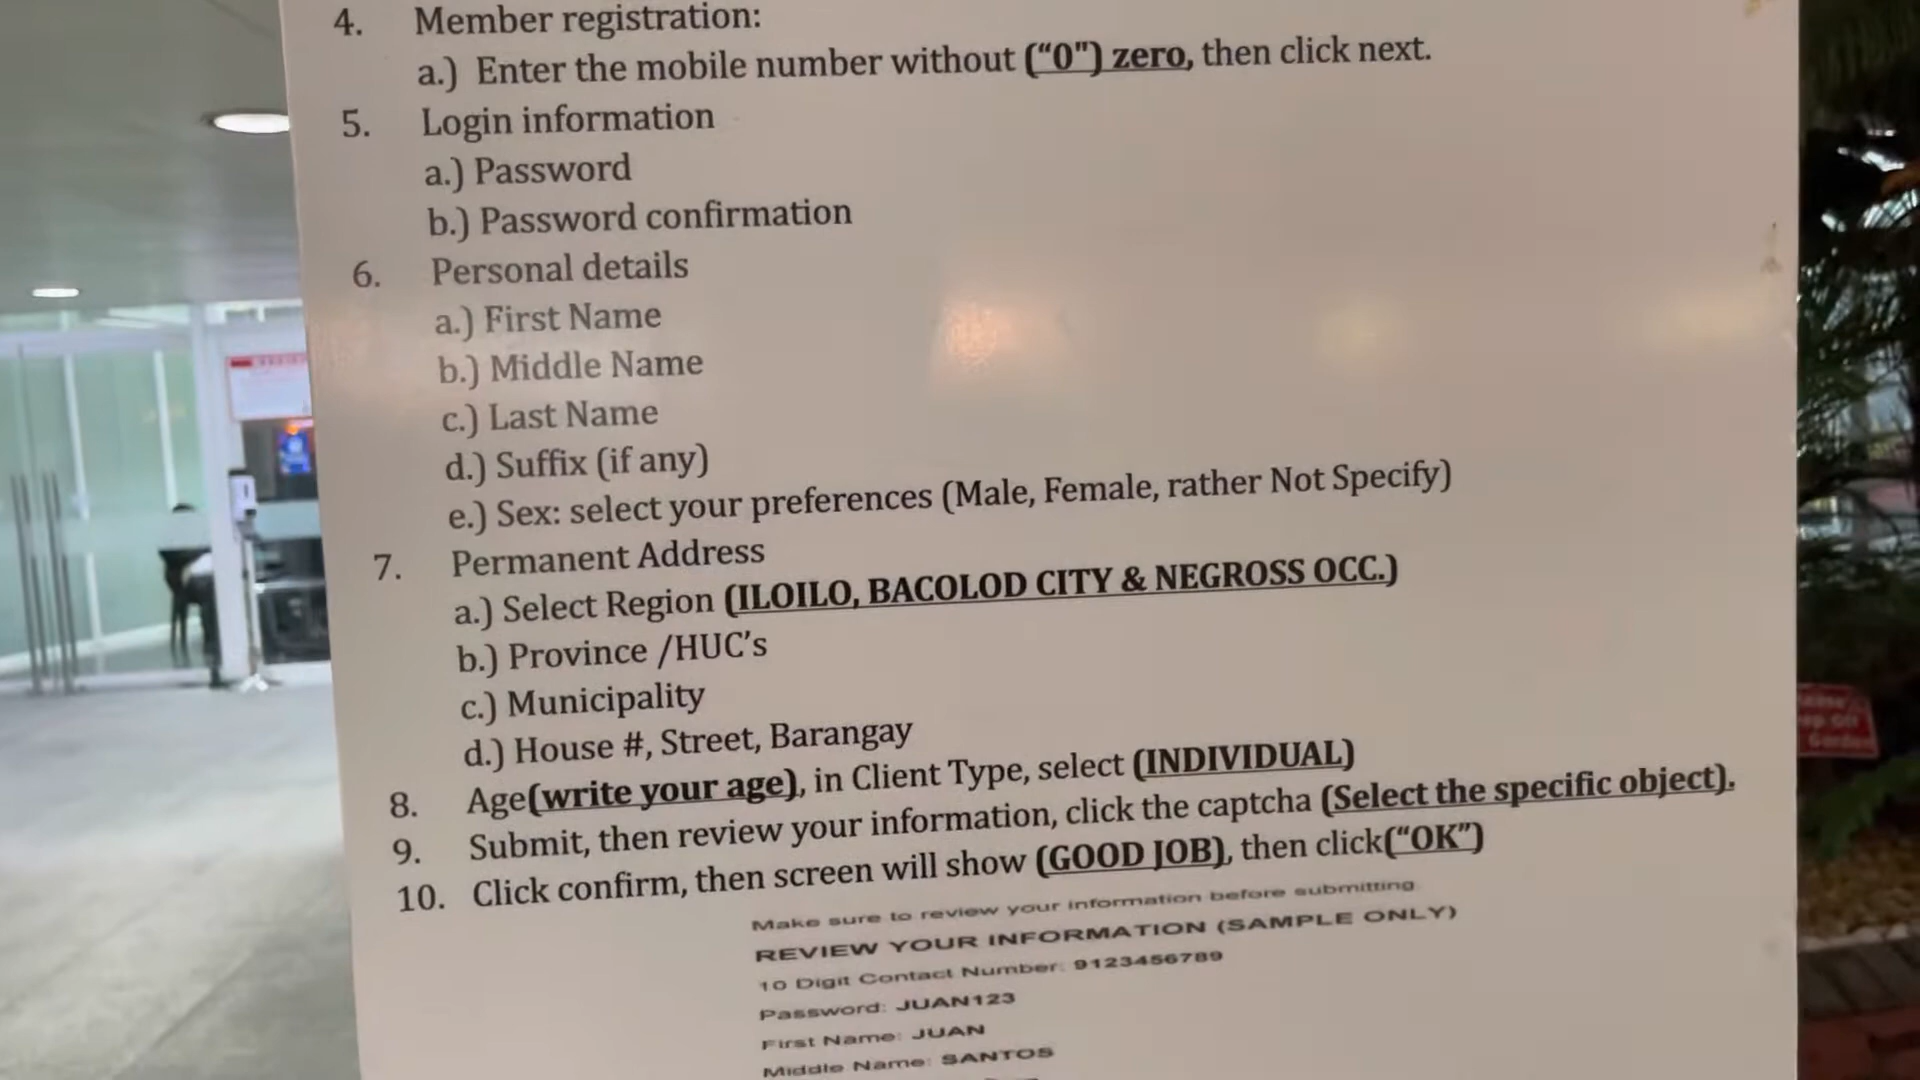 4. Member registration:
a.) Enter the mobile number without (“0") zero, then click next.
5. Login information
a.) Password
b.) Password confirmation
6. Personal details
a.) First Name
b.) Middle Name
c.) Last Name
d.) Suffix (if any)
e.) Sex: select your preferences (Male, Female, rather Not Specify)
7. Permanent Address
a.) Select Region (ILOILO, BACOLOD CITY & NEGROSS OCC.)
b.) Province /HUC’s
c.) Municipality
d.) House #, Street, Barangay
8. Age(write your age), in Client Type, select (INDIVIDUAL)
9. Submit, then review your information, click the captcha (Select the specific object).
10. Click confirm, then screen will show (GOOD JOB), then click(“OK”)
Make sure to review your information before submitting
REVIEW YOUR INFORMATION (SAMPLE ONLY)
10 Digit Contact Number: 9123456789
Password: JUAN123
First Name: JUAN
Middle Name: SANTOS